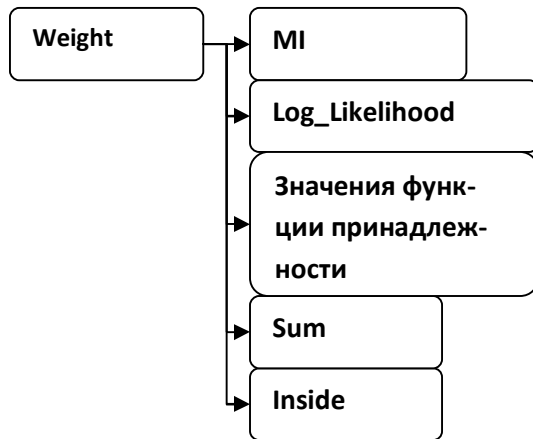 Weight
MI
Log_Likelihood
Значения функ-
ции принадлеж-
ности
Sum
Inside